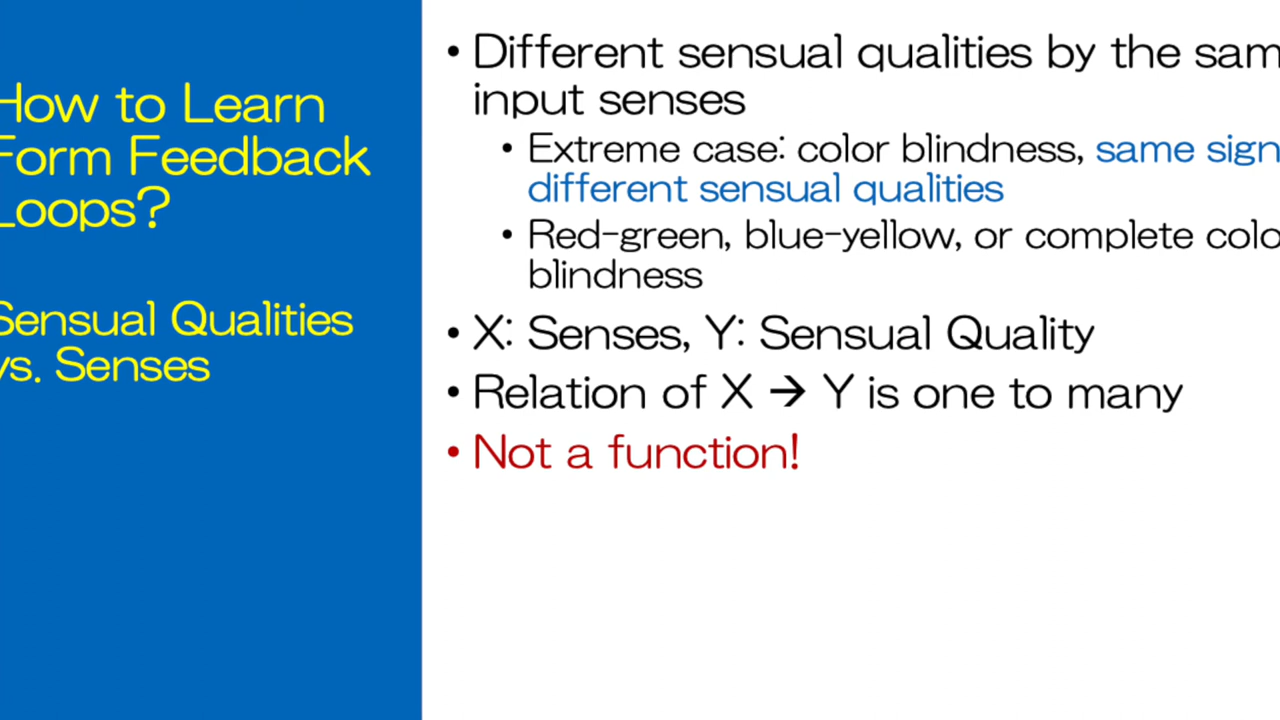 How to Learn
Form Feedback
Loops?
Sensual Qualities
vs. Senses
• Different sensual qualities by the sam
input senses
• Extreme case: color blindness, same sign
different sensual qualities
• Red-green, blue-yellow, or complete colo
blindness
• X: Senses, Y: Sensual Quality
• Relation of X → Y is one to many
• Not a function!